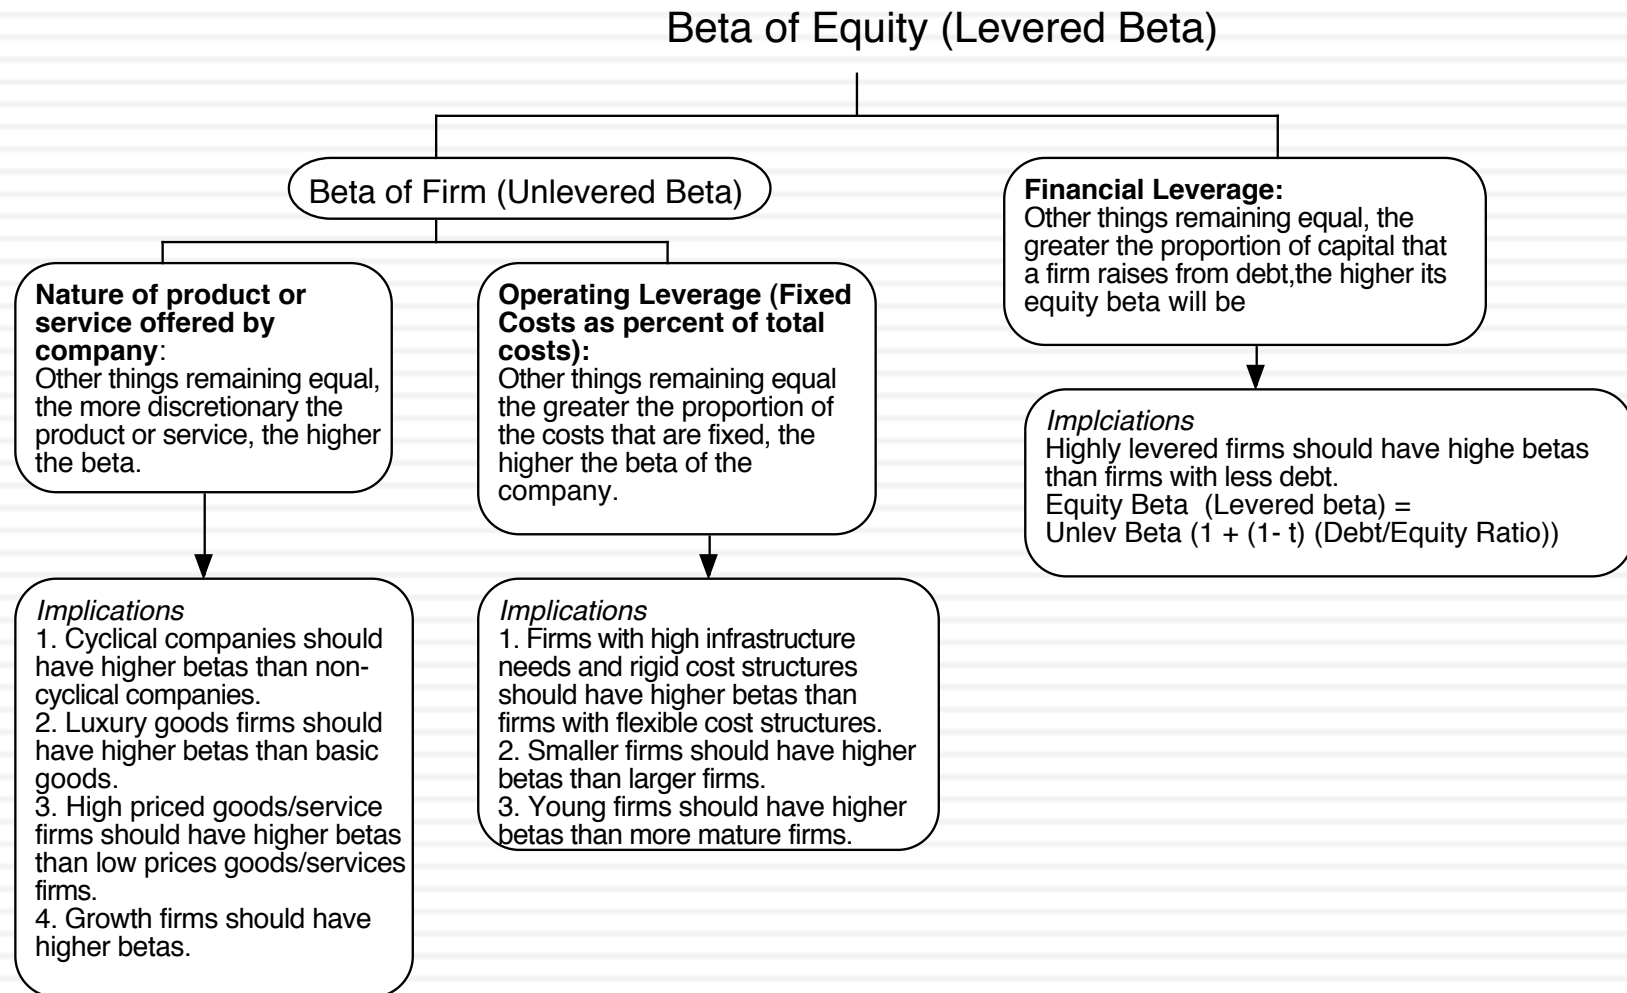 Beta of Equity (Levered Beta)
Beta of Firm (Unlevered Beta)
Nature of product or
service offered by
company:
Other things remaining equal,
the more discretionary the
product or service, the higher
the beta.
Operating Leverage (Fixed
Costs as percent of total
costs):
Other things remaining equal
the greater the proportion of
the costs that are fixed, the
higher the beta of the
company.
Financial Leverage:
Other things remaining equal, the
greater the proportion of capital that
a firm raises from debt,the higher its
equity beta will be
Implications
1. Cyclical companies should
have higher betas than non-
cyclical companies.
2. Luxury goods firms should
have higher betas than basic
goods.
3. High priced goods/service
firms should have higher betas
than low prices goods/services
firms.
4. Growth firms should have
higher betas.
Implications
1. Firms with high infrastructure
needs and rigid cost structures
should have higher betas than
firms with flexible cost structures.
2. Smaller firms should have higher
betas than larger firms.
3. Young firms should have higher
betas than more mature firms.
Implciations
Highly levered firms should have highe betas
than firms with less debt.
Equity Beta (Levered beta) =
Unlev Beta (1 + (1- t) (Debt/Equity Ratio))